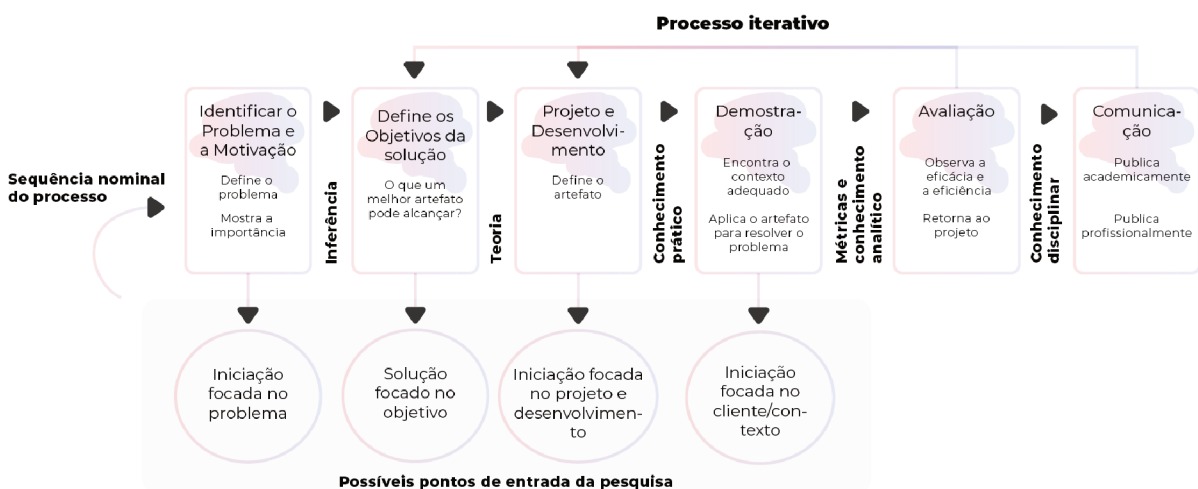 Processo iterativo
Identificar o
Problema e
a Motivação
Define o
problema
Mostra a
importância
Define os
Objetivos da
solução
O que um
melhor artefato
pode alcançar?
Projeto e
Desenvolvi-
mento
Define o
artefato
Demostra-
ção
Encontra o
contexto
adequado
Aplica o artefato
para resolver o
problema
Avaliação
Observa a
eficácia e
a eficiência
Retorna ao
projeto
Comunica-
ção
Publica
academicamente
Publica
profissionalmente
Sequência nominal
do processo
Inferência
Teoria
Conhecimento
prático
Métricas e
conhecimento
analítico
Conhecimento
disciplinar
Iniciação
focada no
problema
Solução
focado no
objetivo
Iniciação focada
no projeto e
desenvolvimen-
to
Iniciação
focada no
cliente/con-
texto
Possíveis pontos de entrada da pesquisa